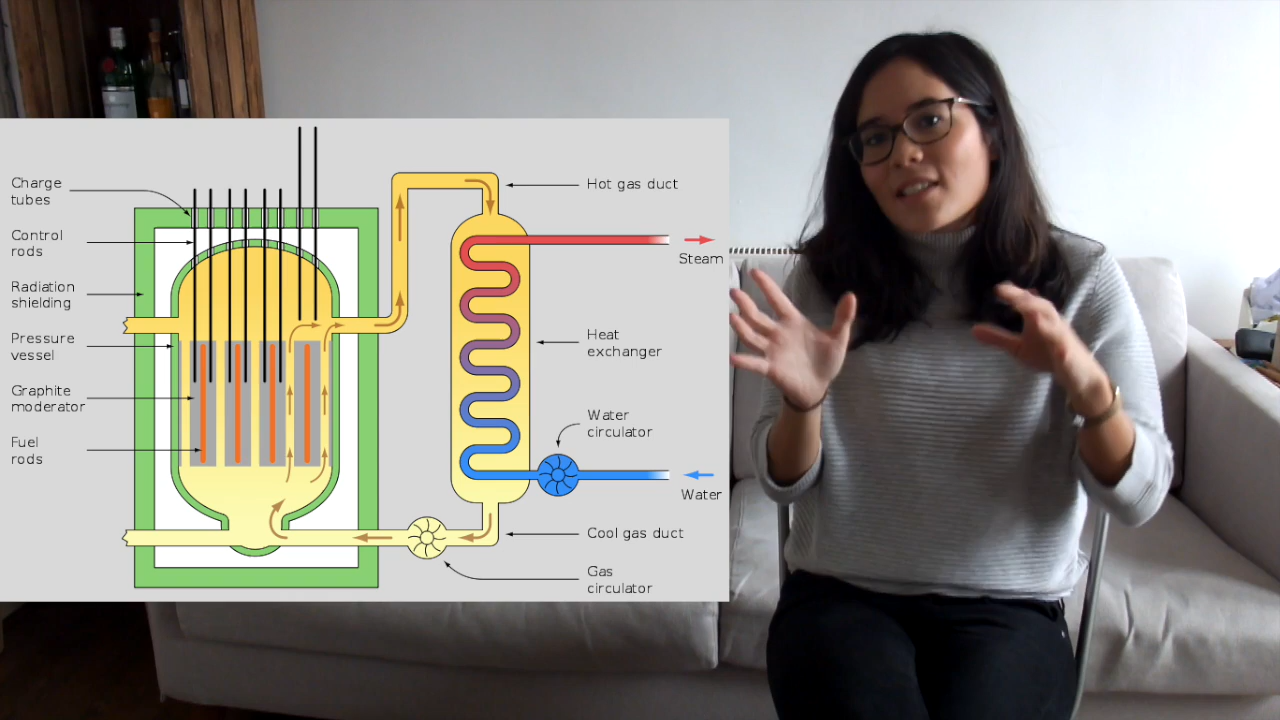 Charge
tubes
Control
rods
Radiation
shielding
Pressure
vessel
Graphite
moderator
Fuel
rods
Hot gas duct
Steam
Heat
exchanger
Water
circulator
Water
Cool gas duct
Gas
circulator